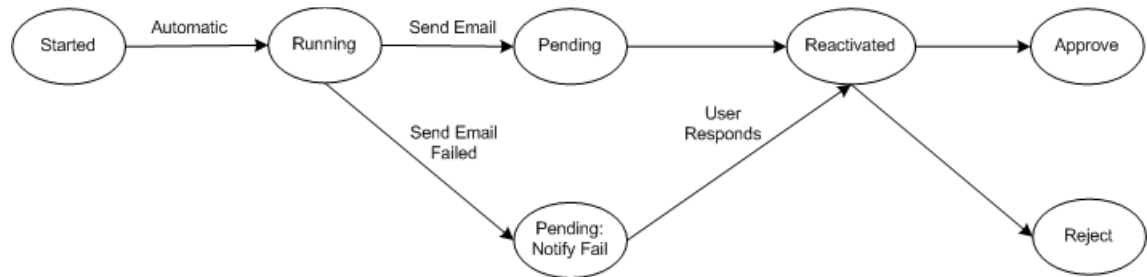 Started
Automatic
Running
Send Email
Pending
Reactivated
Approve
Send Email
Failed
User
Responds
Pending:
Notify Fail
Reject